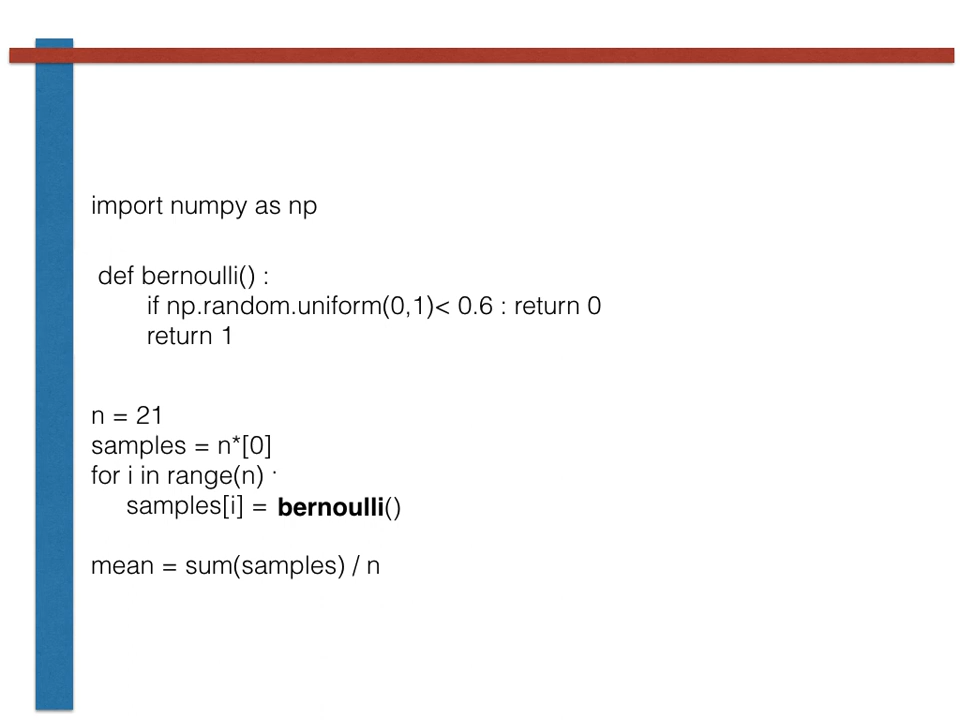 import numpy as np
def bernoulli() :
if np.random.uniform(0,1)< 0.6 : return 0
return 1
n = 21
samples = n*[0]
for i in range(n) :
samples[i] = bernoulli()
mean = sum(samples) / n